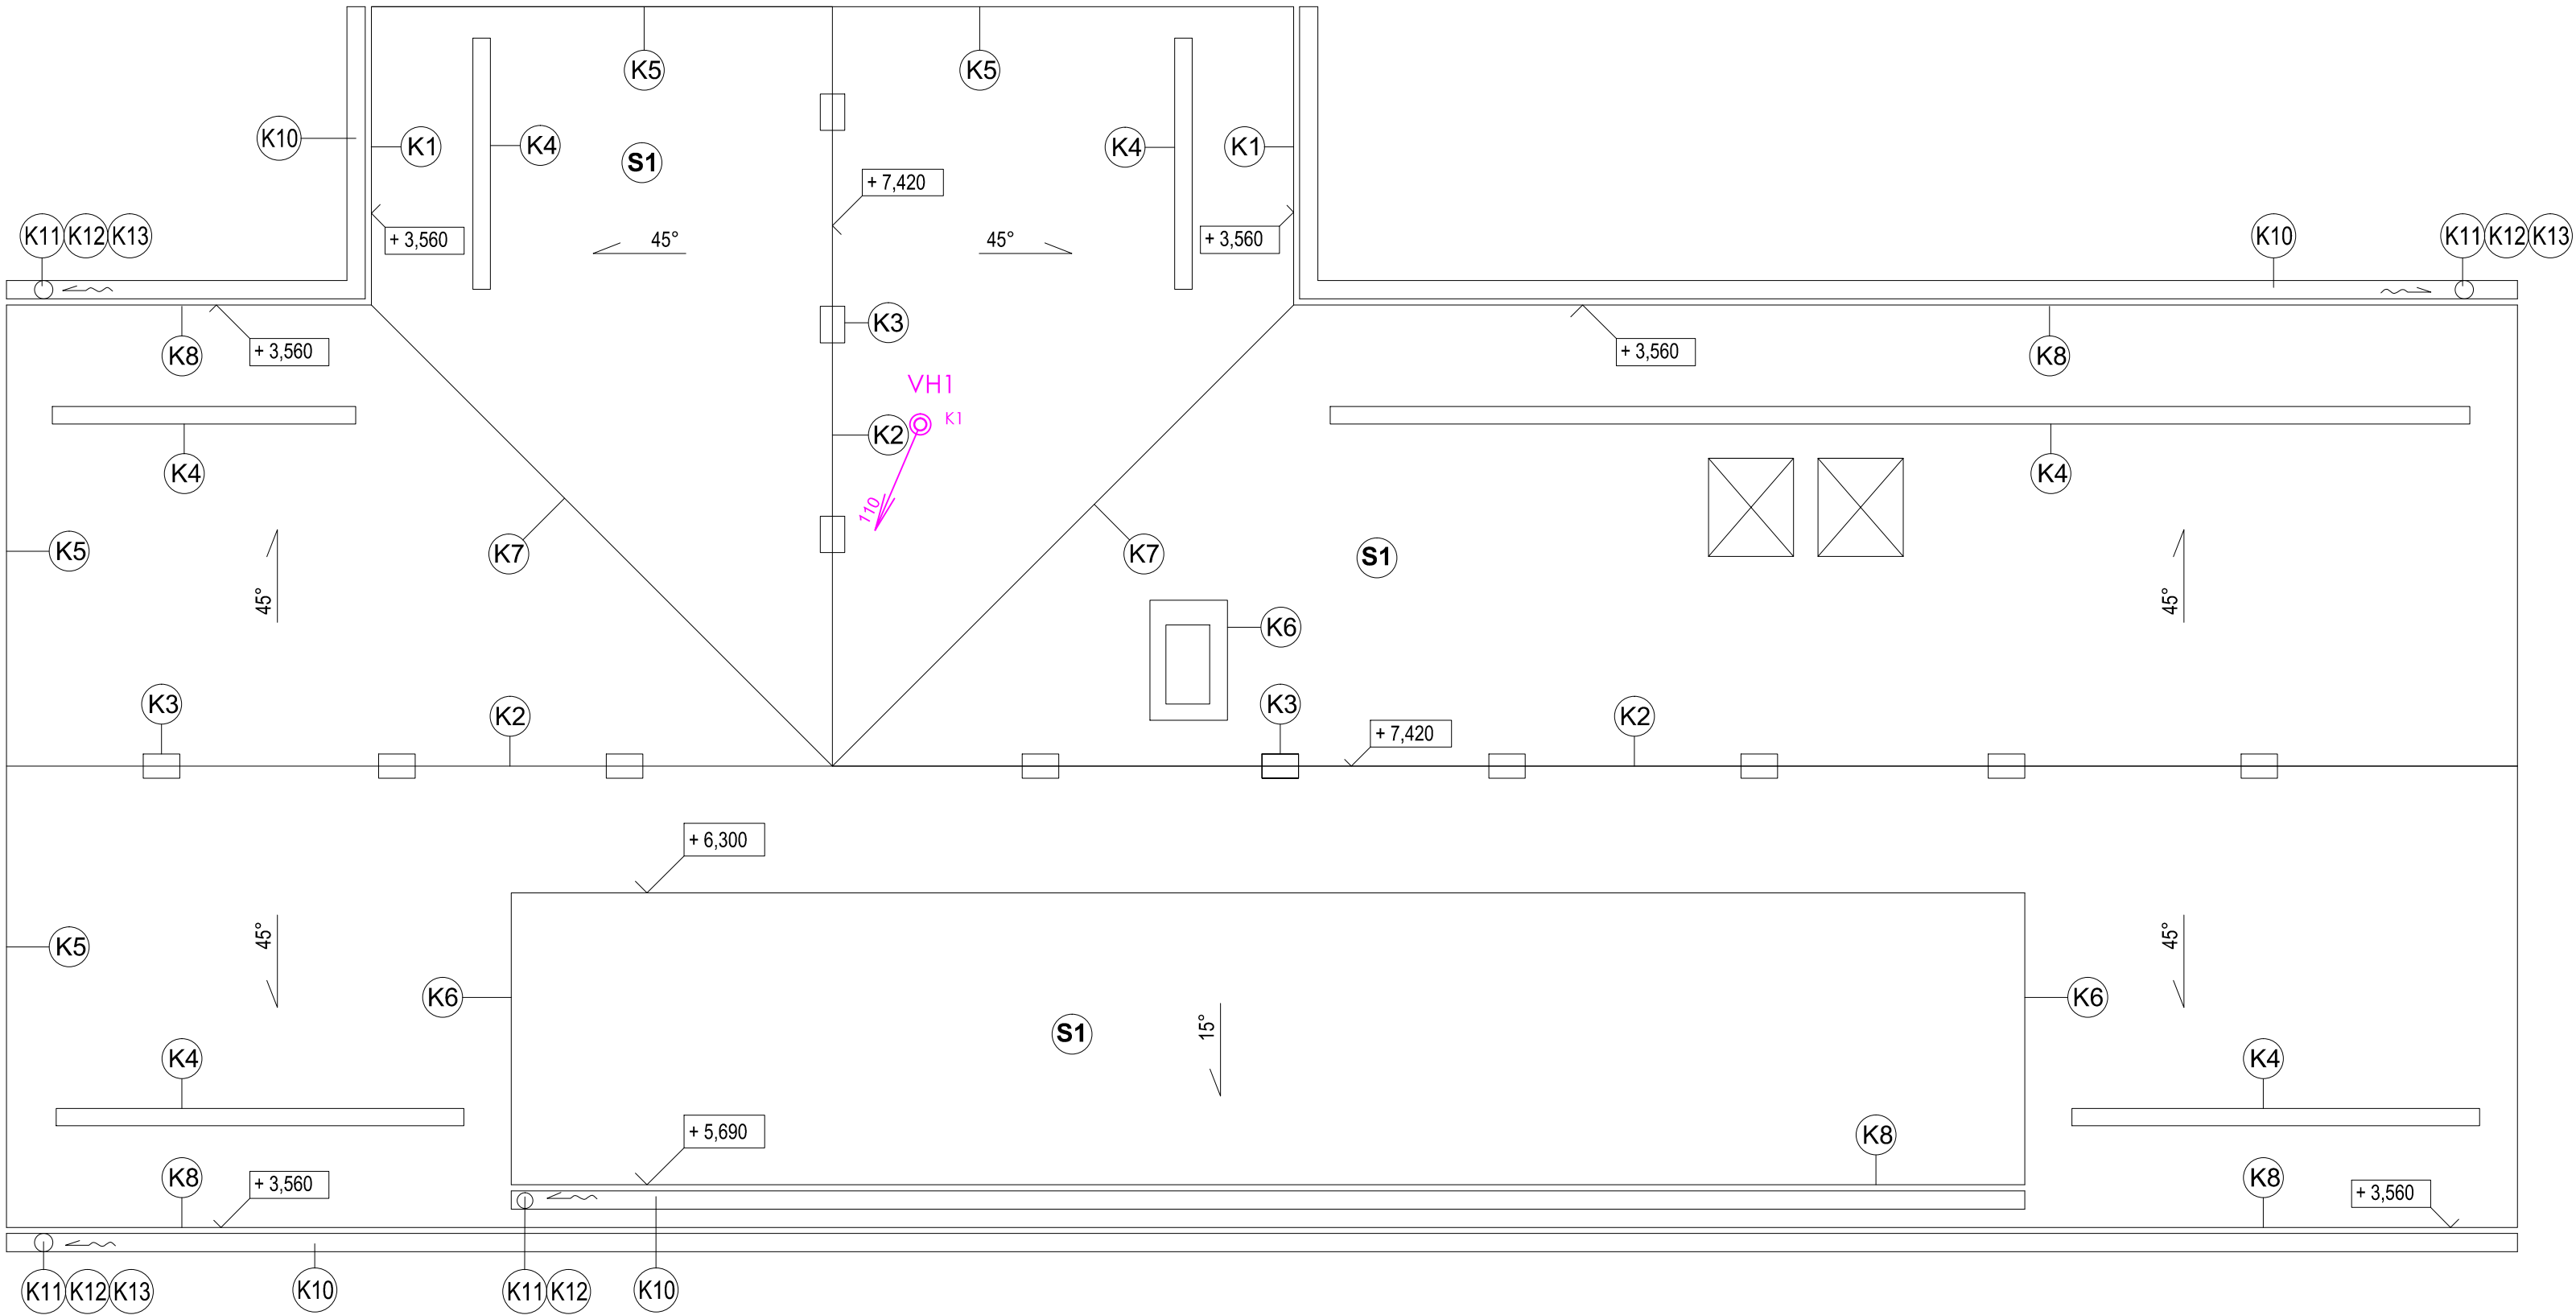 K5
K5
K10
K1
K4
S1
K4
K1
+ 7,420
K11 K12 K13
+ 3,560
45°
45°
+ 3,560
K10
K11 K12 K13
K3
K8
+ 3,560
+ 3,560
K8
VH1
K1
K2
K4
K4
110
K5
K7
K7
S1
45°
45°
K6
K3
K2
K3
+ 7,420
K2
+ 6,300
K5
45°
45°
K6
K6
S1
15°
K4
K4
+ 5,690
K8
K8
+ 3,560
K8
+ 3,560
K11 K12 K13
K10
K11 K12
K10